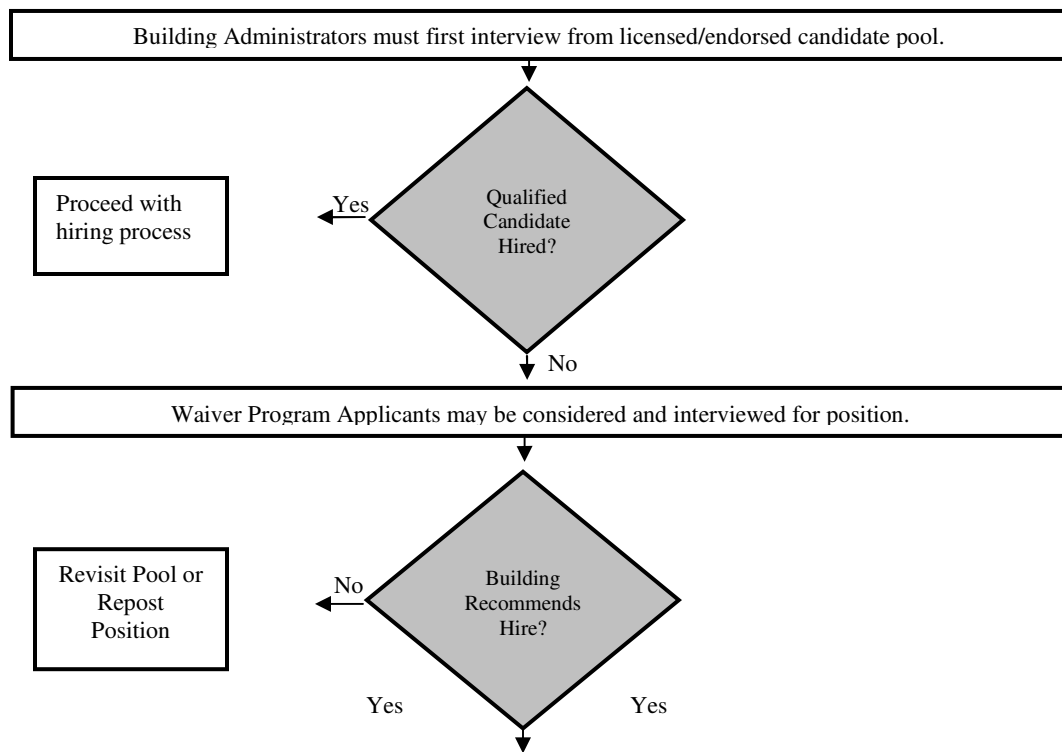 Building Administrators must first interview from licensed/endorsed candidate pool.
Proceed with
hiring process
Yes
Qualified
Candidate
Hired?
No
Waiver Program Applicants may be considered and interviewed for position.
Revisit Pool or
Repost
Position
No
Building
Recommends
Hire?
Yes
Yes